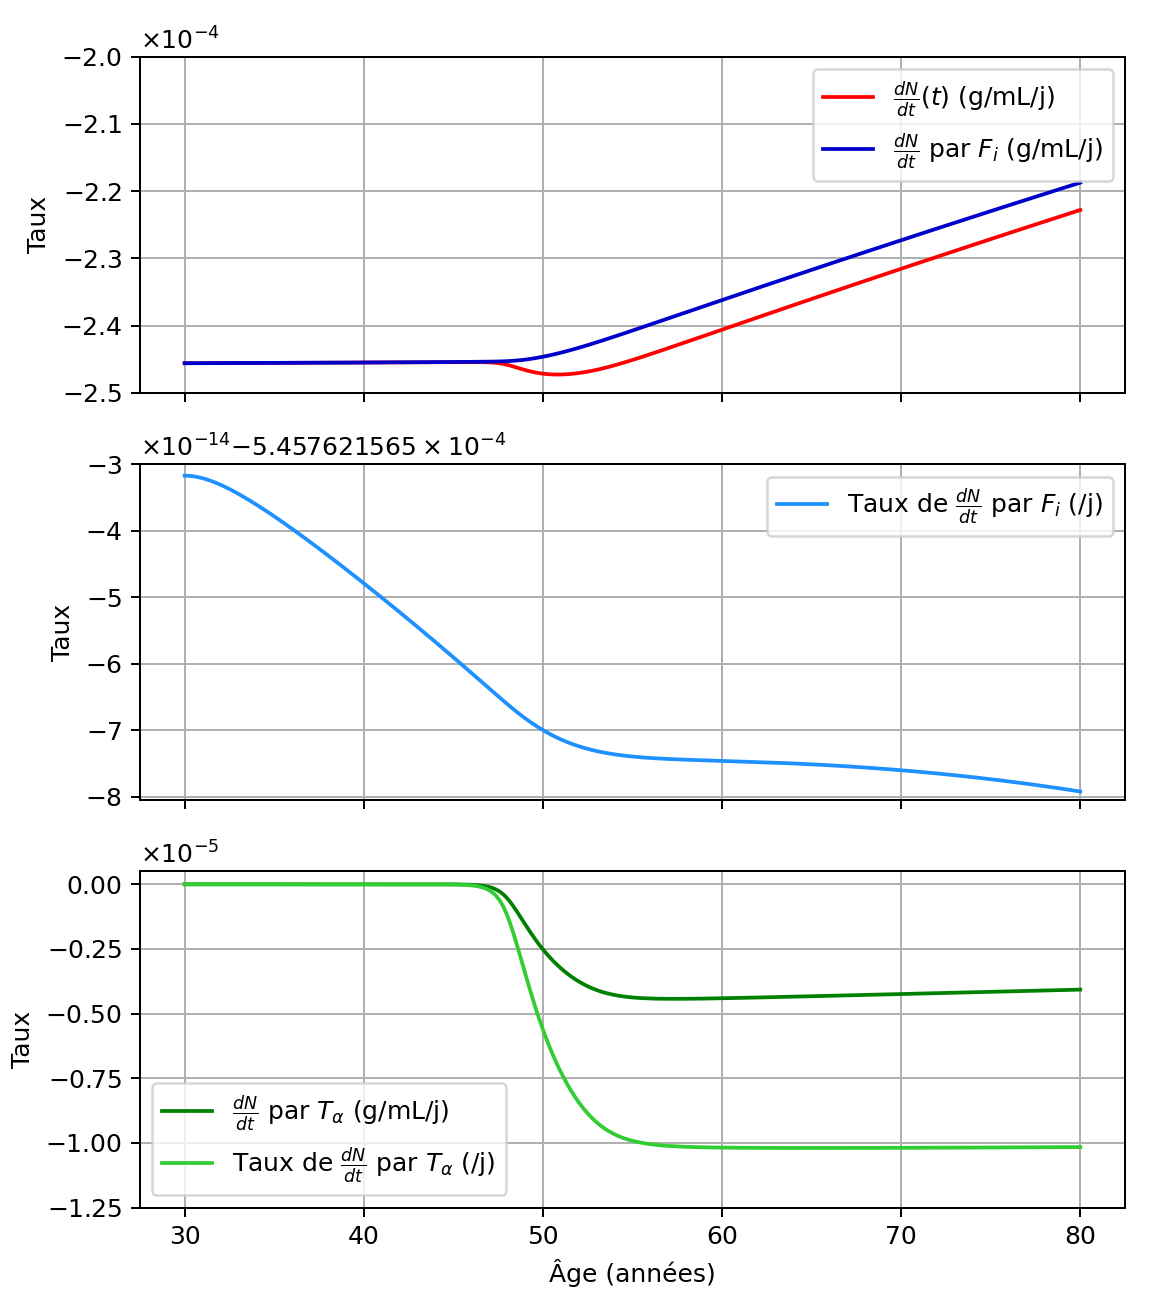 ×10⁻⁴
−2.0
−2.1
−2.2
−2.3
−2.4
−2.5
Taux
dN/dt(t) (g/mL/j)
dN/dt par Fᵢ (g/mL/j)
×10⁻¹⁴−5.457621565 × 10⁻⁴
−3
−4
−5
−6
−7
−8
Taux
Taux de dN/dt par Fᵢ (/j)
×10⁻⁵
0.00
−0.25
−0.50
−0.75
−1.00
−1.25
Taux
dN/dt par T_α (g/mL/j)
Taux de dN/dt par T_α (/j)
30 40 50 60 70 80
Âge (années)